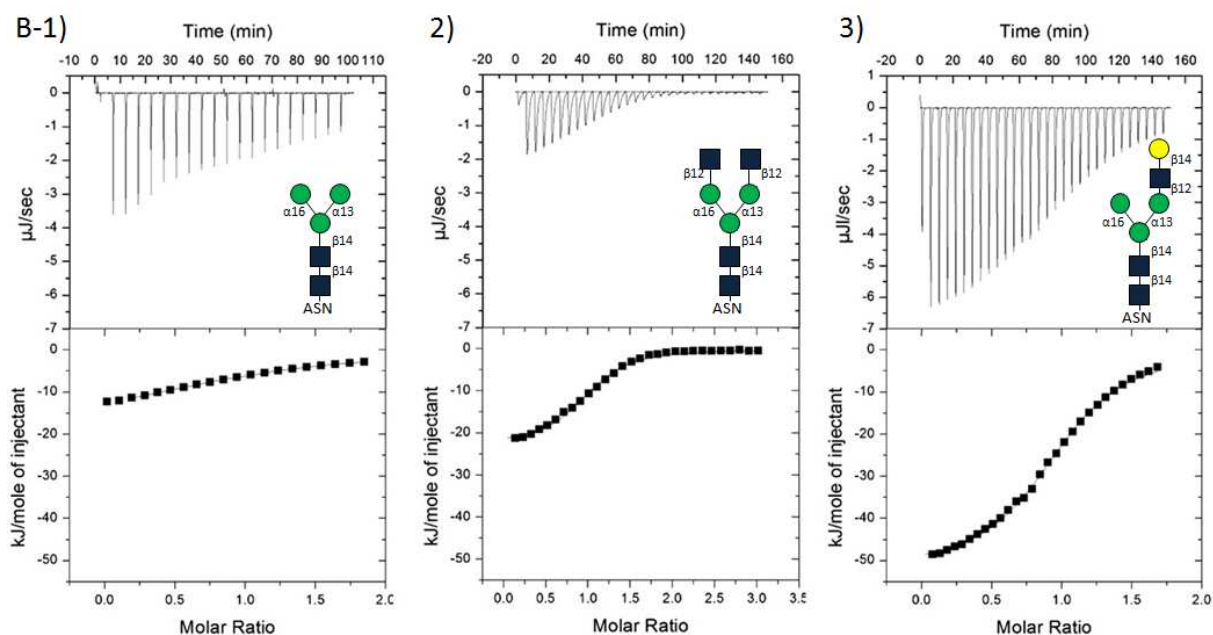 B-1)
Time (min)
-10 0 10 20 30 40 50 60 70 80 90 100 110
0
-1
-2
-3
-4
-5
-6
-7
µJ/sec
α16 α13
β14
β14
ASN
0
-10
-20
-30
-40
-50
kJ/mole of injectant
0.0 0.5 1.0 1.5 2.0
Molar Ratio
2)
Time (min)
-20 0 20 40 60 80 100 120 140 160
0
-1
-2
-3
-4
-5
-6
-7
µJ/sec
β12 β12
α16 α13
β14
β14
ASN
0
-10
-20
-30
-40
-50
kJ/mole of injectant
0.0 0.5 1.0 1.5 2.0 2.5 3.0 3.5
Molar Ratio
3)
Time (min)
0 20 40 60 80 100 120 140 160
1
0
-1
-2
-3
-4
-5
-6
-7
µJl/sec
β14
β12
α16 α13
β14
β14
ASN
0
-10
-20
-30
-40
-50
kJ/mole of injectant
0.0 0.5 1.0 1.5 2.0
Molar Ratio